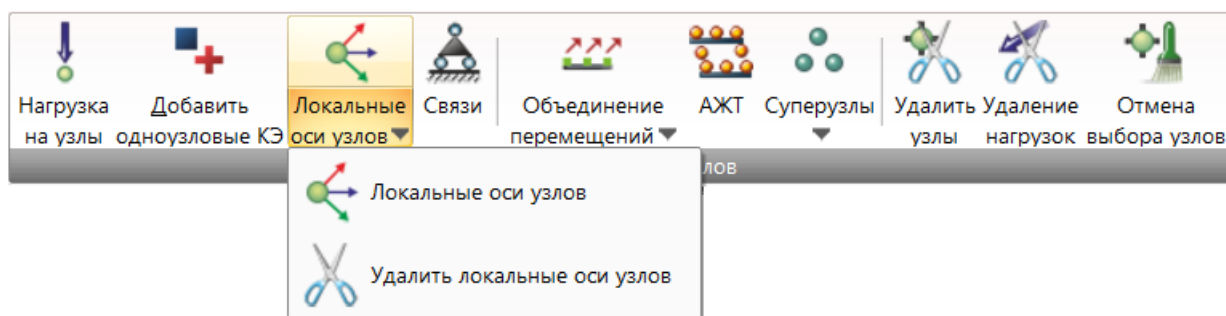 Нагрузка Добавить Локальные Связи Объединение АЖТ Суперузлы Удалить Удаление Отмена
на узлы одноузловые КЭ оси узлов перемещений узлы нагрузок выбора узлов
лов
Локальные оси узлов
Удалить локальные оси узлов